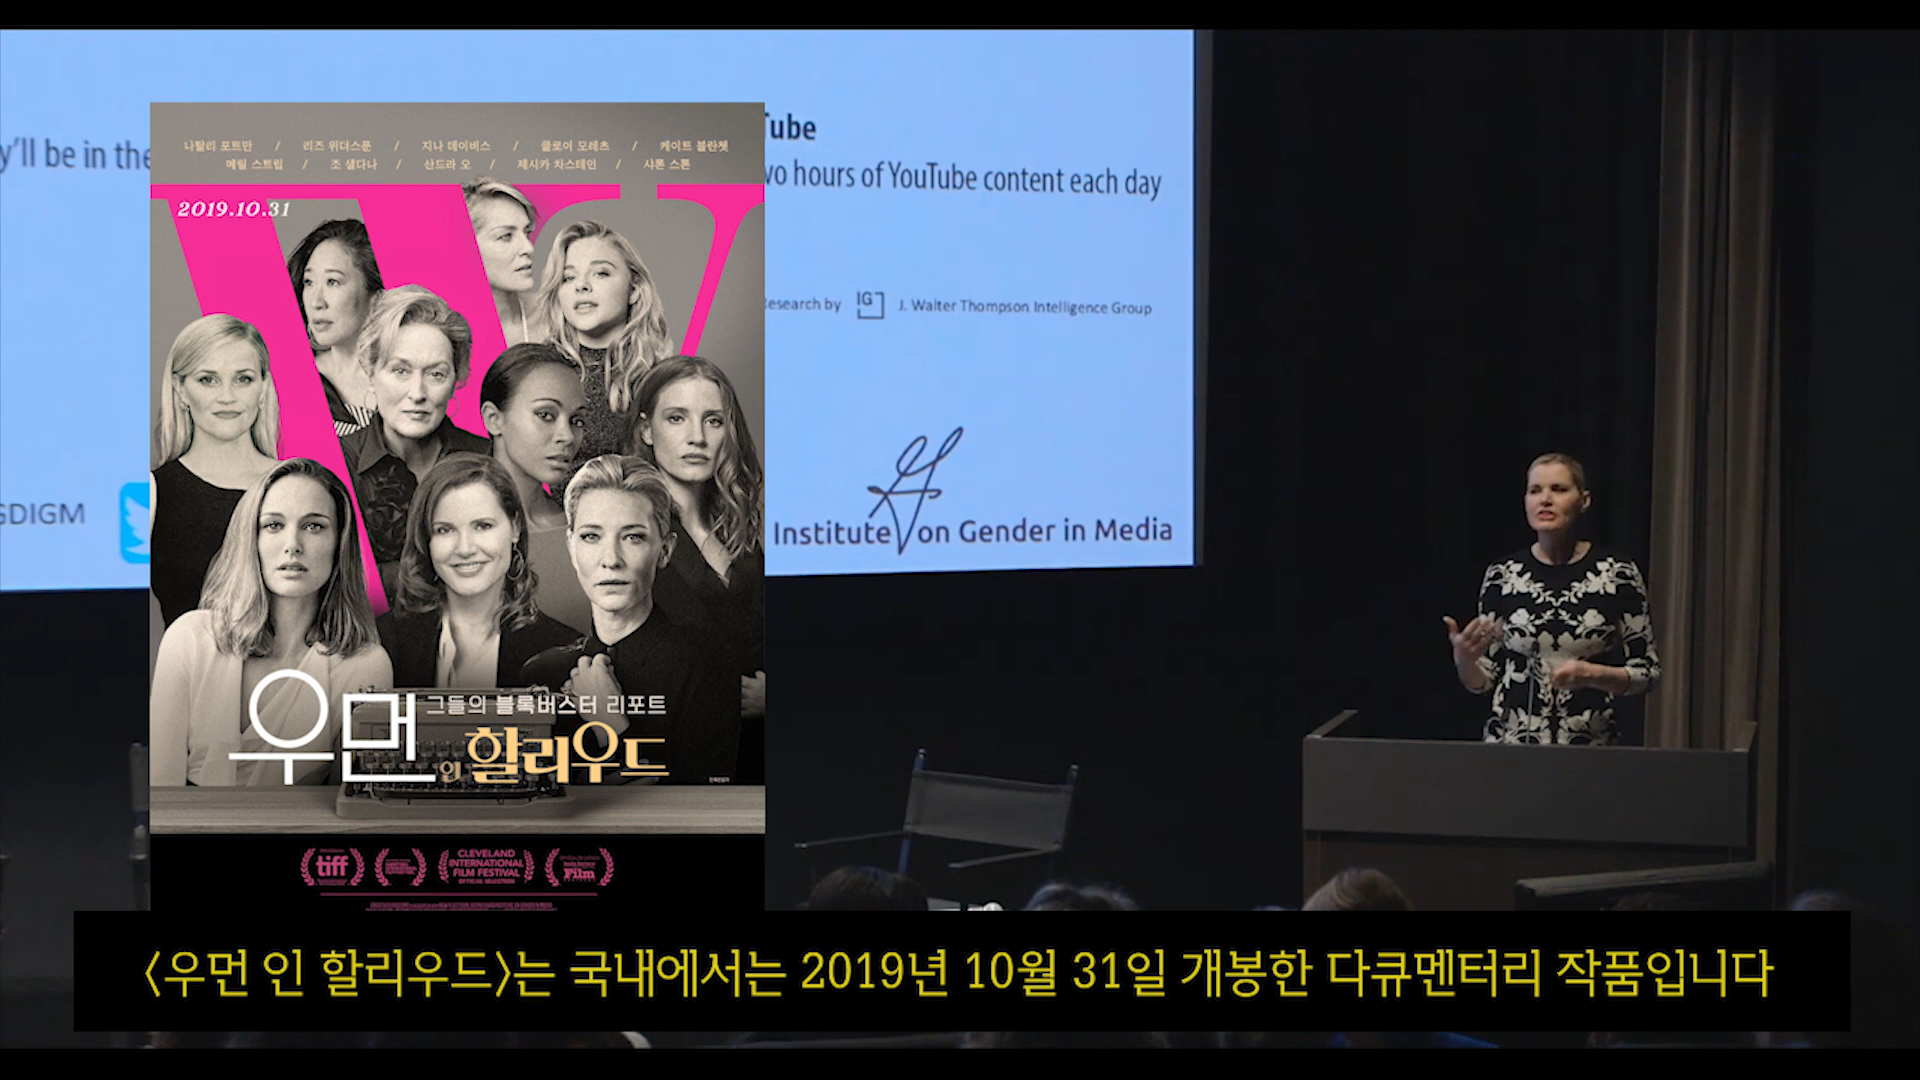 y'll be in the
Tube
wo hours of YouTube content each day
esearch by IG J. Walter Thompson Intelligence Group
GDIGM
Institute on Gender in Media
나탈리 포트만 / 리즈 위더스푼 / 지나 데이비스 / 클로이 모레츠 / 케이트 블란쳇
메릴 스트립 / 조 샐다나 / 산드라 오 / 제시카 차스테인 / 샤론 스톤
2019.10.31
W
그들의 블록버스터 리포트
우먼 인 할리우드
tiff
CLEVELAND
INTERNATIONAL
FILM FESTIVAL
OFFICIAL SELECTION
Film
<우먼 인 할리우드>는 국내에서는 2019년 10월 31일 개봉한 다큐멘터리 작품입니다